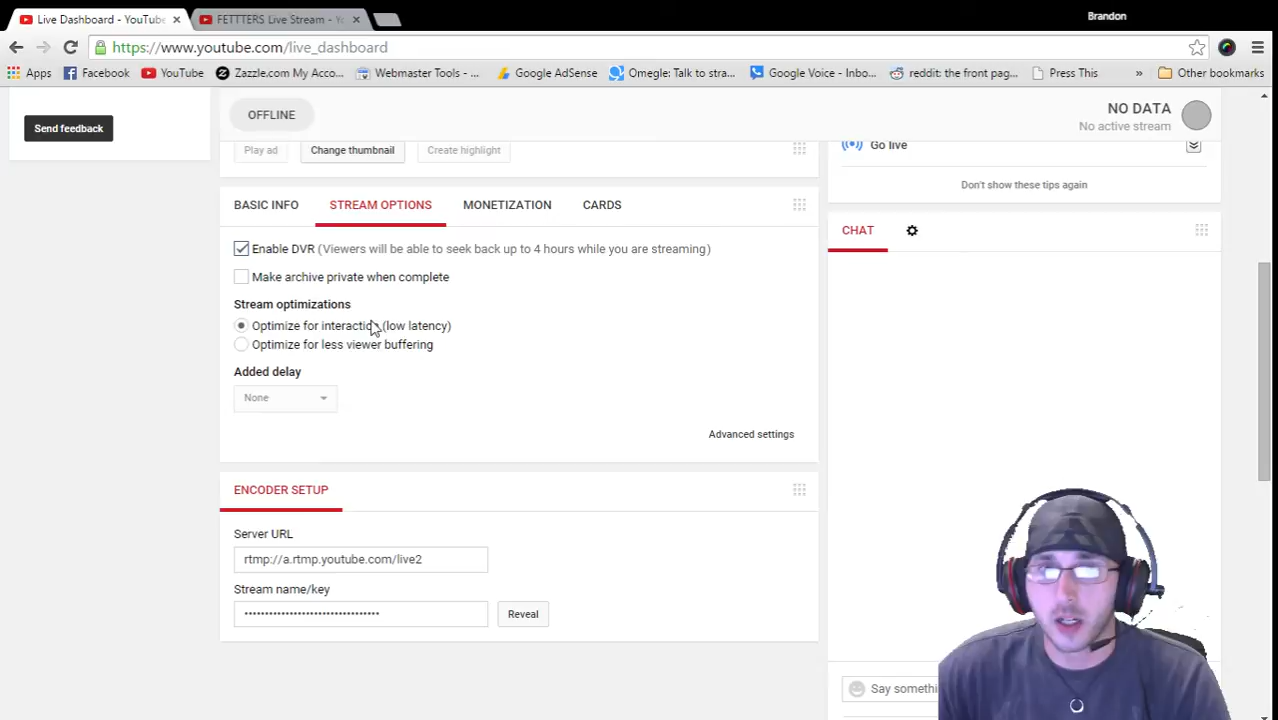 Live Dashboard - YouTube
FETTTERS Live Stream - Yo
Brandon
https://www.youtube.com/live_dashboard
Apps
Facebook
YouTube
Zazzle.com My Acco...
Webmaster Tools - ...
Google AdSense
Omegle: Talk to stra...
Google Voice - Inbo...
reddit: the front pag...
Press This
»
Other bookmarks
Send feedback
OFFLINE
NO DATA
No active stream
Play ad
Change thumbnail
Create highlight
Go live
Don't show these tips again
BASIC INFO
STREAM OPTIONS
MONETIZATION
CARDS
CHAT
Enable DVR (Viewers will be able to seek back up to 4 hours while you are streaming)
Make archive private when complete
Stream optimizations
Optimize for interaction (low latency)
Optimize for less viewer buffering
Added delay
None
Advanced settings
ENCODER SETUP
Server URL
rtmp://a.rtmp.youtube.com/live2
Stream name/key
••••••••••••••••••••••••••••••••••
Reveal
Say somethi